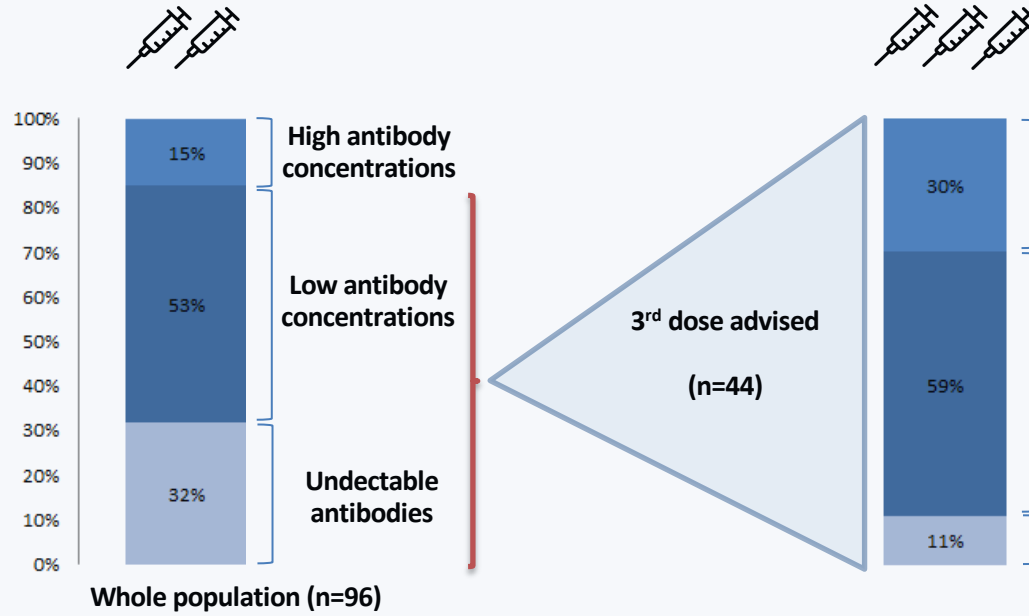 100%
90%
80%
70%
60%
50%
40%
30%
20%
10%
0%
15%
53%
32%
High antibody
concentrations
Low antibody
concentrations
Undectable
antibodies
Whole population (n=96)
3rd dose advised
(n=44)
30%
59%
11%